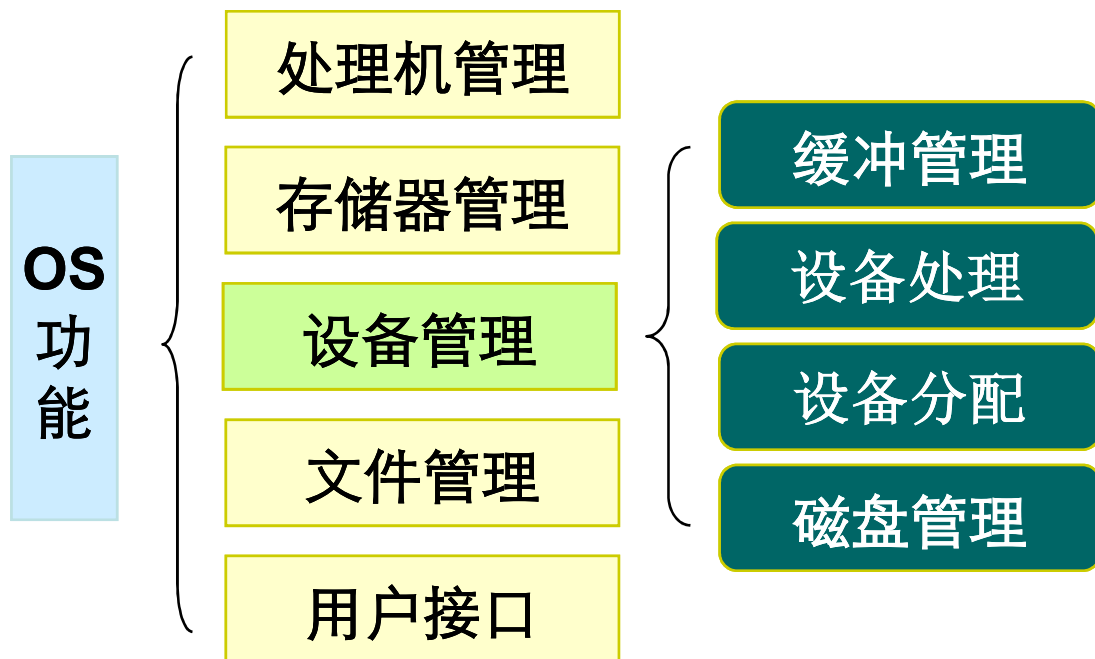 OS
功
能
处理机管理
存储器管理
设备管理
文件管理
用户接口
缓冲管理
设备处理
设备分配
磁盘管理